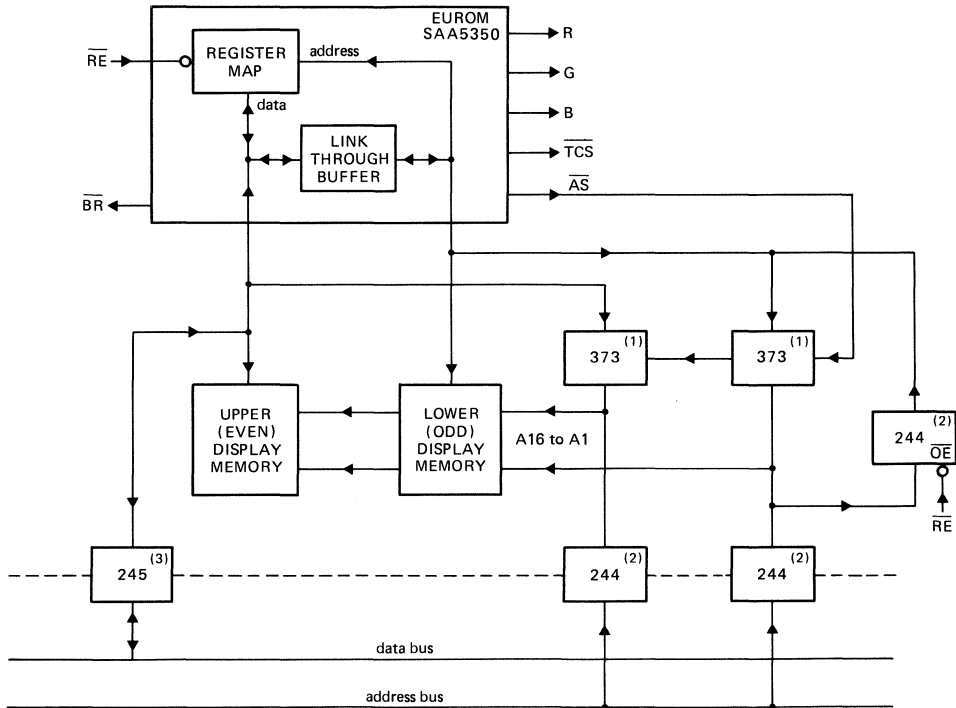 EUROM
SAA5350
RE
REGISTER
MAP
address
data
LINK
THROUGH
BUFFER
BR
R
G
B
TCS
AS
373 (1)
373 (1)
UPPER
(EVEN)
DISPLAY
MEMORY
LOWER
(ODD)
DISPLAY
MEMORY
A16 to A1
244 (2)
OE
RE
245 (3)
244 (2)
244 (2)
data bus
address bus